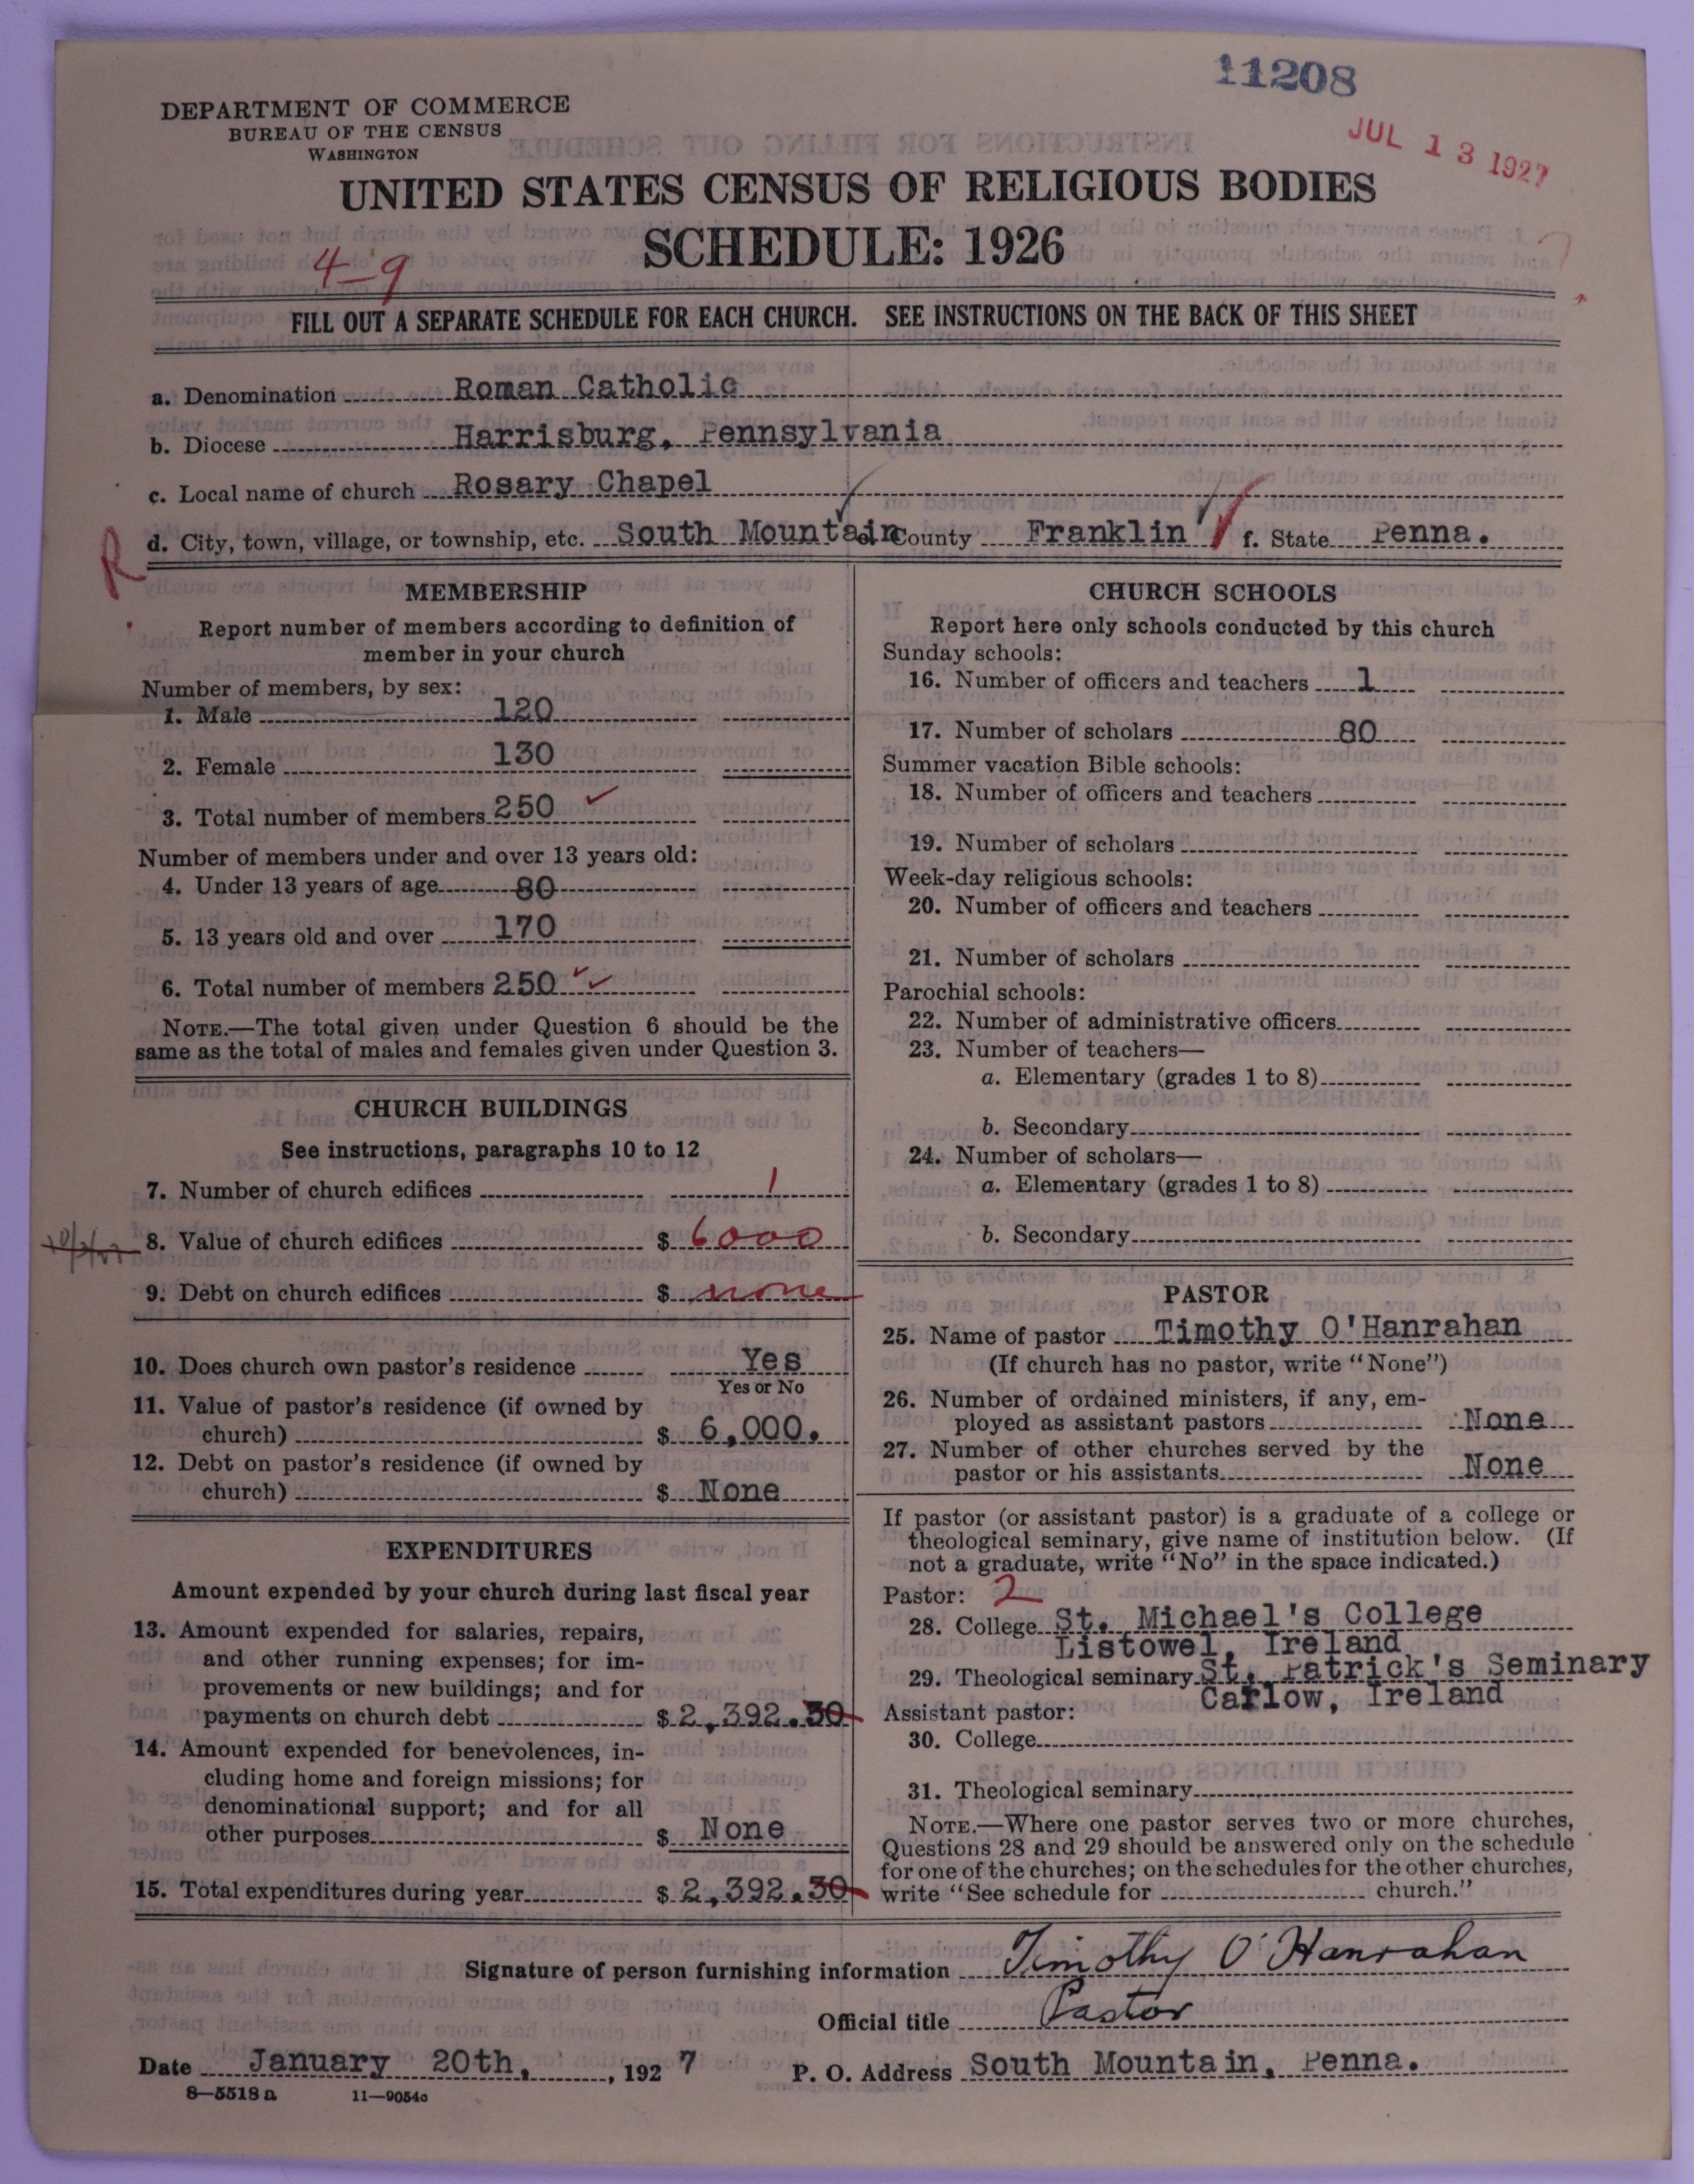 11208
JUL 13 1927
DEPARTMENT OF COMMERCE
BUREAU OF THE CENSUS
WASHINGTON
UNITED STATES CENSUS OF RELIGIOUS BODIES
SCHEDULE: 1926
4-9
FILL OUT A SEPARATE SCHEDULE FOR EACH CHURCH. SEE INSTRUCTIONS ON THE BACK OF THIS SHEET
a. Denomination Roman Catholic
b. Diocese Harrisburg, Pennsylvania
c. Local name of church Rosary Chapel
d. City, town, village, or township, etc. South Mountain County Franklin f. State Penna.
R
MEMBERSHIP
Report number of members according to definition of
member in your church
Number of members, by sex:
1. Male 120
2. Female 130
3. Total number of members 250
Number of members under and over 13 years old:
4. Under 13 years of age 80
5. 13 years old and over 170
6. Total number of members 250
NOTE.—The total given under Question 6 should be the
same as the total of males and females given under Question 3.
CHURCH BUILDINGS
See instructions, paragraphs 10 to 12
7. Number of church edifices 1
8. Value of church edifices $ 6000
9. Debt on church edifices $ none
10. Does church own pastor's residence Yes
Yes or No
11. Value of pastor's residence (if owned by
church) $ 6,000.
12. Debt on pastor's residence (if owned by
church) $ None
EXPENDITURES
Amount expended by your church during last fiscal year
13. Amount expended for salaries, repairs,
and other running expenses; for im-
provements or new buildings; and for
payments on church debt $ 2,392.30
14. Amount expended for benevolences, in-
cluding home and foreign missions; for
denominational support; and for all
other purposes $ None
15. Total expenditures during year $ 2,392.30
CHURCH SCHOOLS
Report here only schools conducted by this church
Sunday schools:
16. Number of officers and teachers 1
17. Number of scholars 80
Summer vacation Bible schools:
18. Number of officers and teachers
19. Number of scholars
Week-day religious schools:
20. Number of officers and teachers
21. Number of scholars
Parochial schools:
22. Number of administrative officers
23. Number of teachers—
a. Elementary (grades 1 to 8)
b. Secondary
24. Number of scholars—
a. Elementary (grades 1 to 8)
b. Secondary
PASTOR
25. Name of pastor Timothy O'Hanrahan
(If church has no pastor, write "None")
26. Number of ordained ministers, if any, em-
ployed as assistant pastors None
27. Number of other churches served by the
pastor or his assistants None
If pastor (or assistant pastor) is a graduate of a college or
theological seminary, give name of institution below. (If
not a graduate, write "No" in the space indicated.)
Pastor: 2
28. College St. Michael's College
Listowel, Ireland
29. Theological seminary St. Patrick's Seminary
Carlow, Ireland
Assistant pastor:
30. College
31. Theological seminary
NOTE.—Where one pastor serves two or more churches,
Questions 28 and 29 should be answered only on the schedule
for one of the churches; on the schedules for the other churches,
write "See schedule for church."
Signature of person furnishing information Timothy O'Hanrahan
Official title Pastor
Date January 20th, , 1927 P. O. Address South Mountain, Penna.
8—5518a 11—9054c